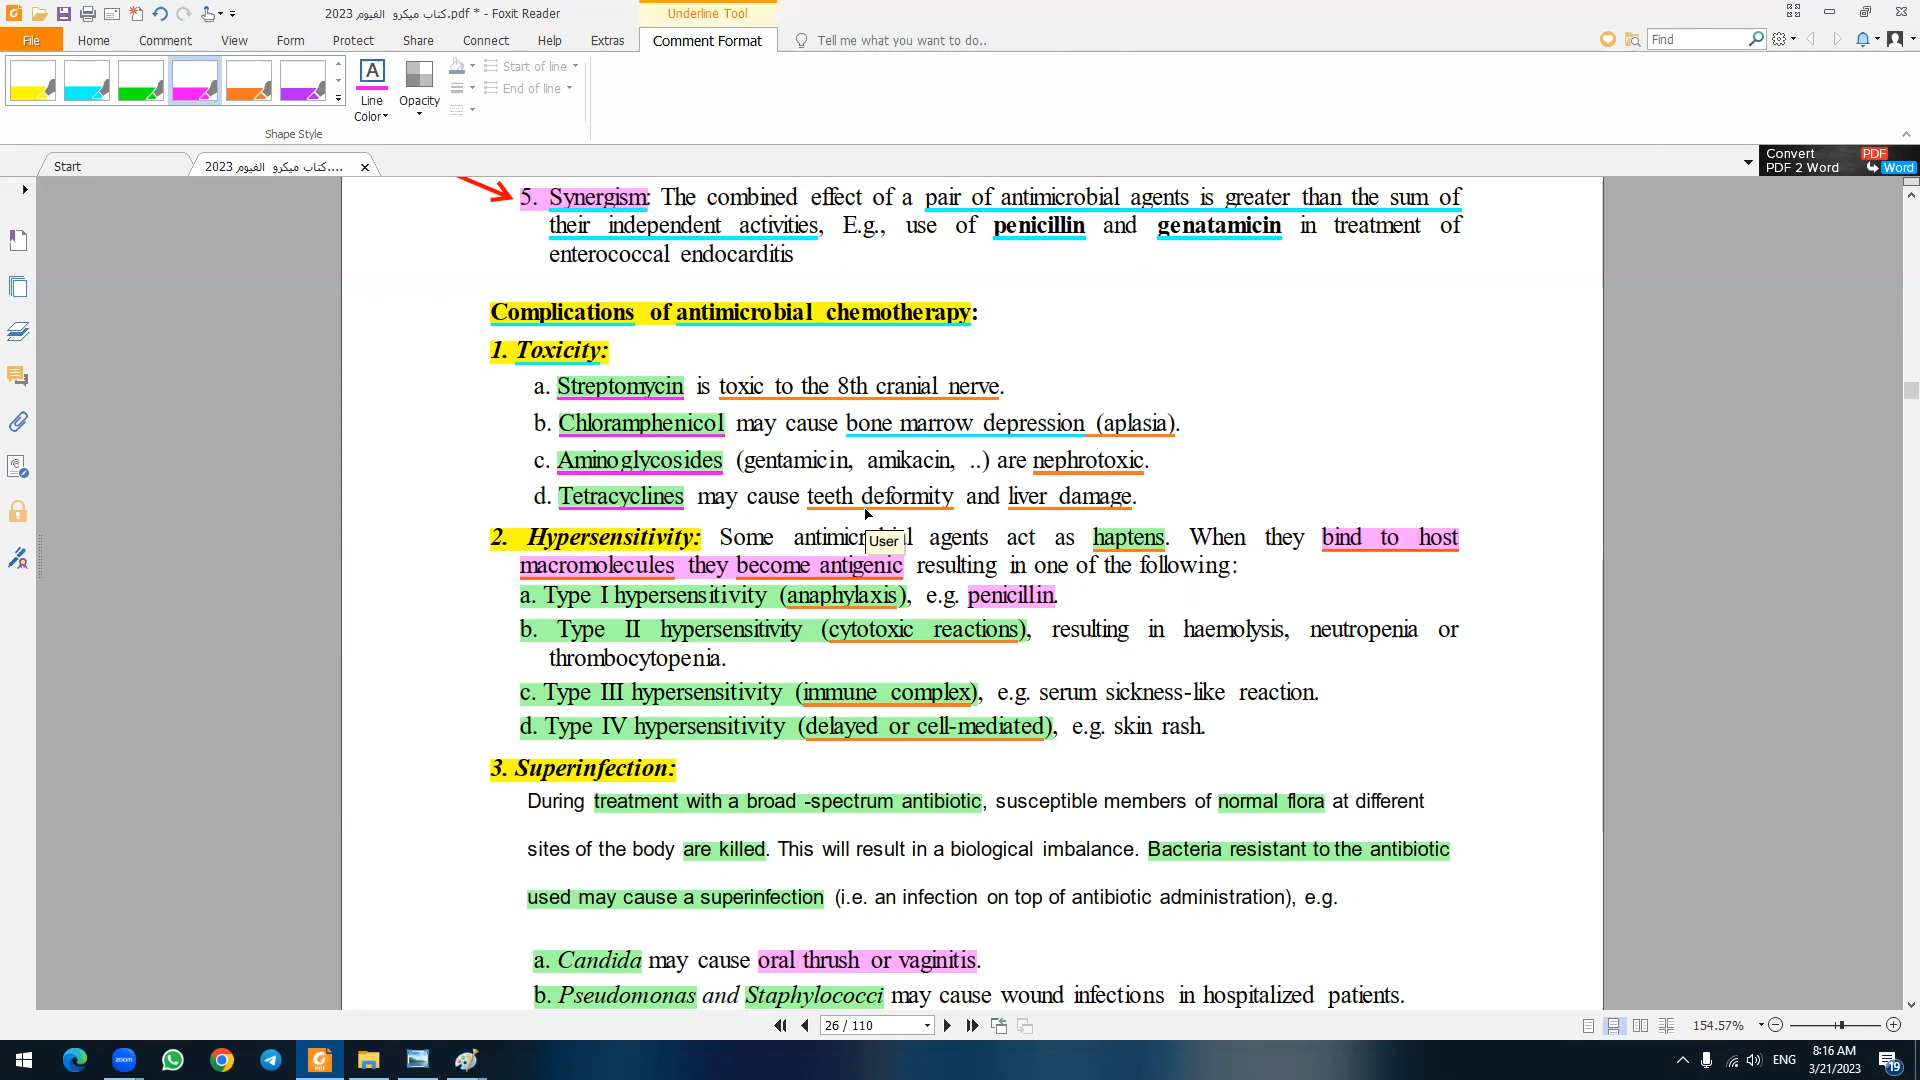 كتاب ميكرو الفيوم 2023.pdf * - Foxit Reader
Underline Tool
File Home Comment View Form Protect Share Connect Help Extras Comment Format Tell me what you want to do..
Find
Start of line
End of line
Line Color
Opacity
Shape Style
Start
كتاب ميكرو الفيوم 2023....
Convert PDF 2 Word
PDF
Word
5. Synergism: The combined effect of a pair of antimicrobial agents is greater than the sum of
their independent activities, E.g., use of penicillin and genatamicin in treatment of
enterococcal endocarditis
Complications of antimicrobial chemotherapy:
1. Toxicity:
a. Streptomycin is toxic to the 8th cranial nerve.
b. Chloramphenicol may cause bone marrow depression (aplasia).
c. Aminoglycosides (gentamicin, amikacin, ..) are nephrotoxic.
d. Tetracyclines may cause teeth deformity and liver damage.
2. Hypersensitivity: Some agents act as haptens. When they bind to host
User
macromolecules they become antigenic resulting in one of the following:
a. Type I hypersensitivity (anaphylaxis), e.g. penicillin.
b. Type II hypersensitivity (cytotoxic reactions), resulting in haemolysis, neutropenia or
thrombocytopenia.
c. Type III hypersensitivity (immune complex), e.g. serum sickness-like reaction.
d. Type IV hypersensitivity (delayed or cell-mediated), e.g. skin rash.
3. Superinfection:
During treatment with a broad -spectrum antibiotic, susceptible members of normal flora at different
sites of the body are killed. This will result in a biological imbalance. Bacteria resistant to the antibiotic
used may cause a superinfection (i.e. an infection on top of antibiotic administration), e.g.
a. Candida may cause oral thrush or vaginitis.
b. Pseudomonas and Staphylococci may cause wound infections in hospitalized patients.
26 / 110
154.57%
zoom
ENG
8:16 AM
3/21/2023
19